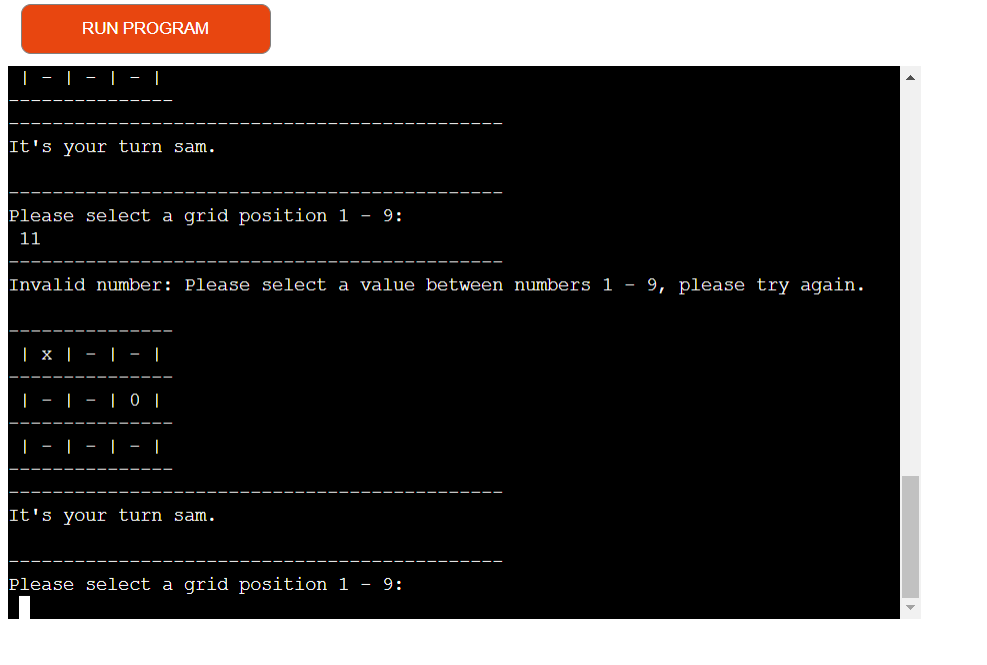 RUN PROGRAM
| - | - | - |
---------------
---------------------------------------------
It's your turn sam.
---------------------------------------------
Please select a grid position 1 - 9:
11
---------------------------------------------
Invalid number: Please select a value between numbers 1 - 9, please try again.
---------------
| x | - | - |
---------------
| - | - | 0 |
---------------
| - | - | - |
---------------
---------------------------------------------
It's your turn sam.
---------------------------------------------
Please select a grid position 1 - 9: